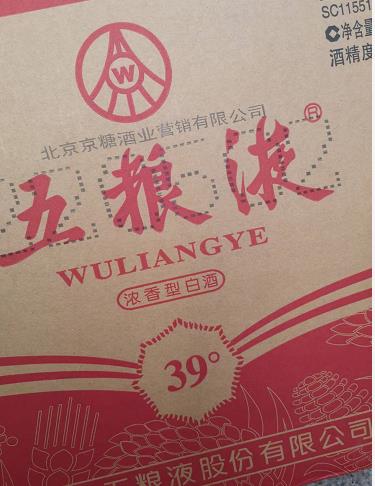 SC11551
净含量
酒精度
W
北京京糖酒业营销有限公司
五粮液®
WULIANGYE
浓香型白酒
39°
五粮液股份有限公司